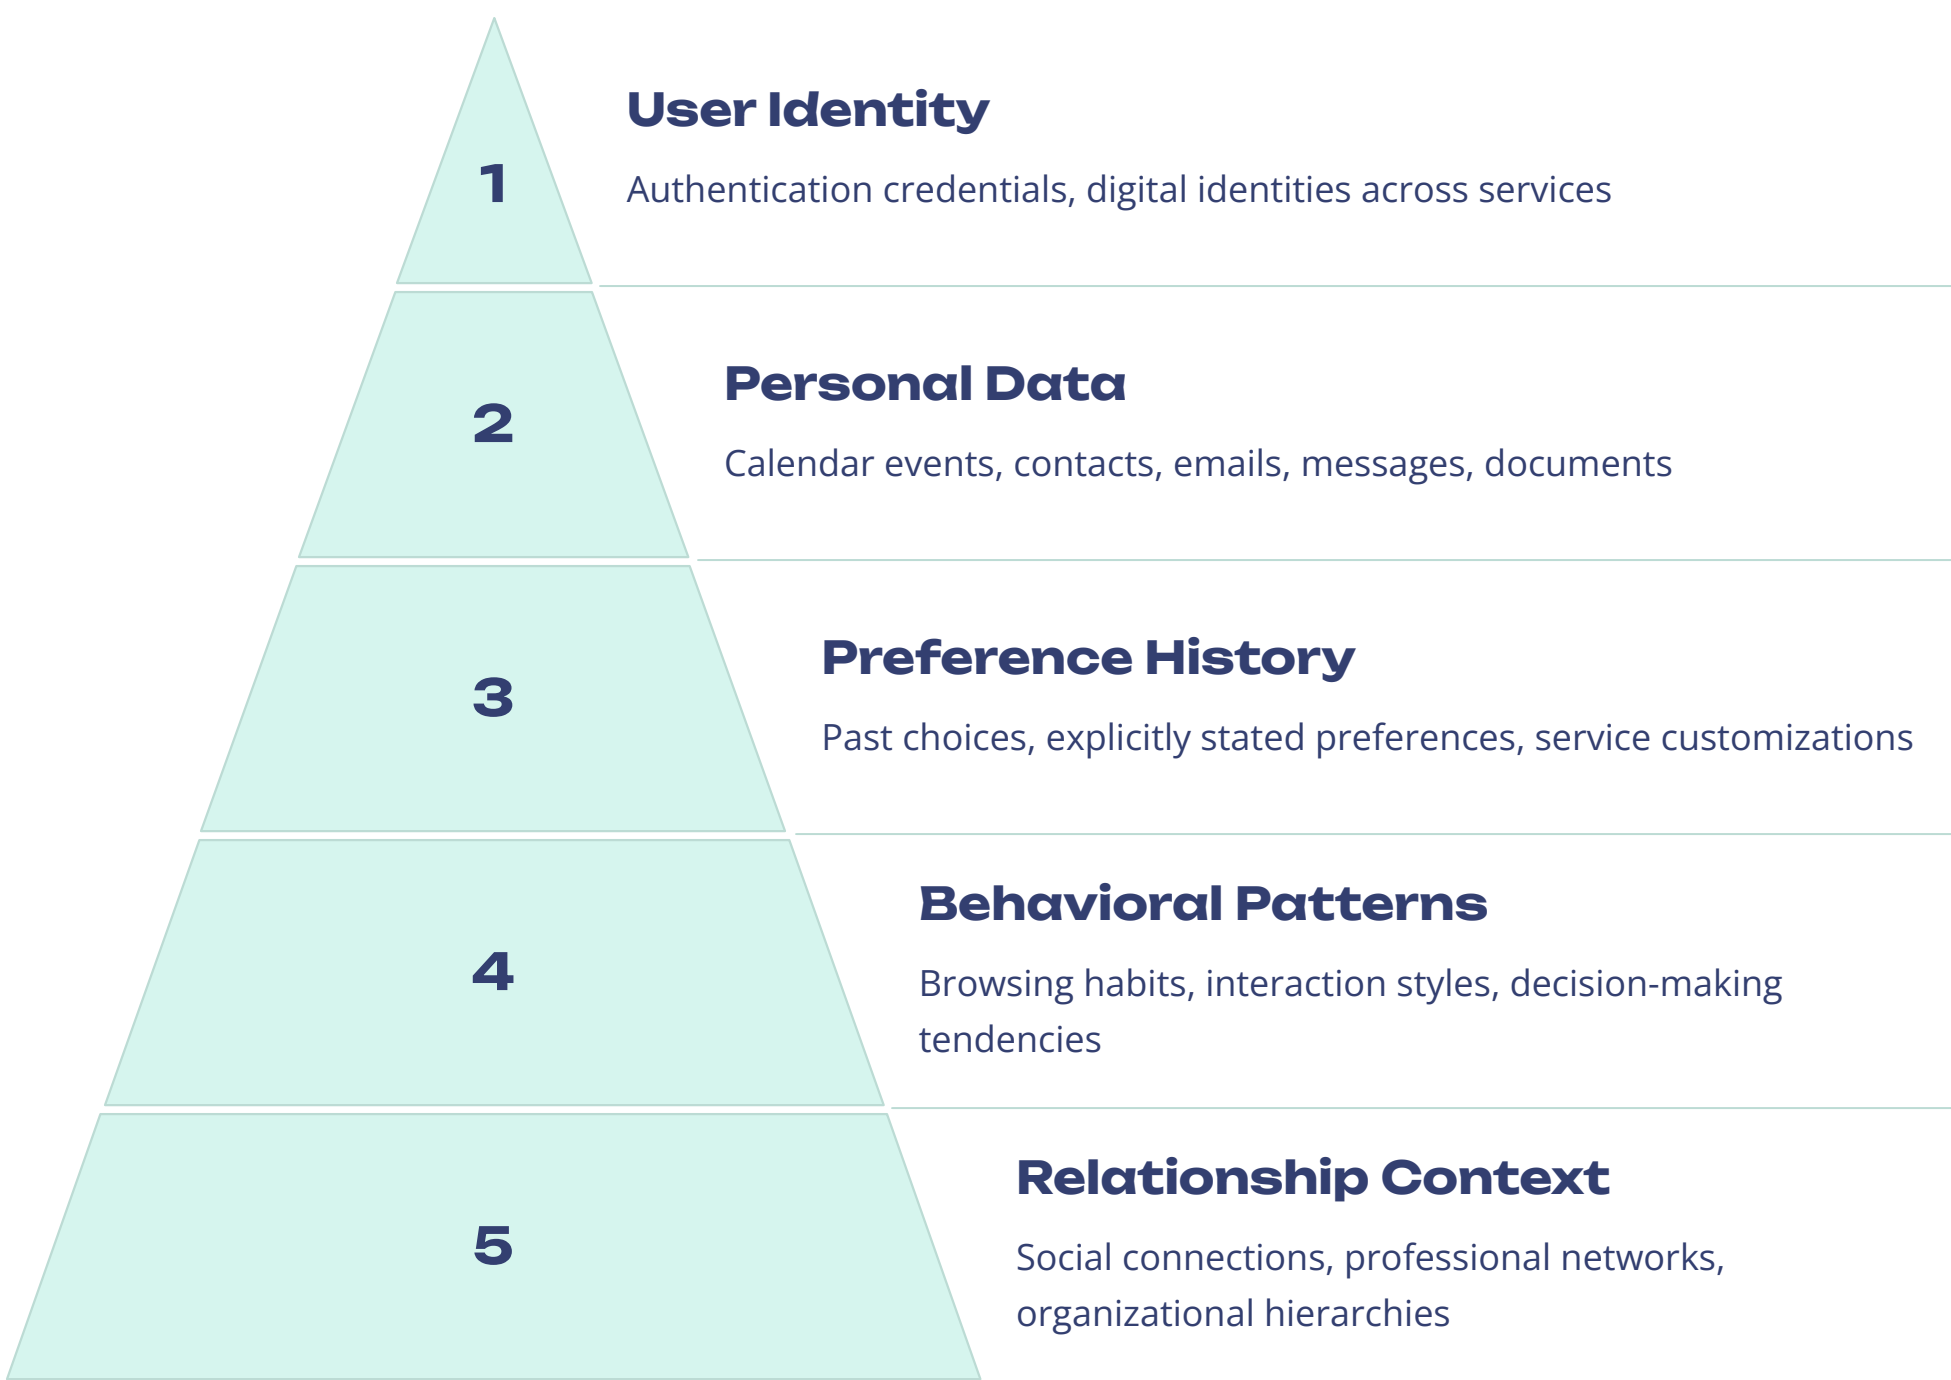 1
User Identity
Authentication credentials, digital identities across services
2
Personal Data
Calendar events, contacts, emails, messages, documents
3
Preference History
Past choices, explicitly stated preferences, service customizations
4
Behavioral Patterns
Browsing habits, interaction styles, decision-making
tendencies
5
Relationship Context
Social connections, professional networks,
organizational hierarchies